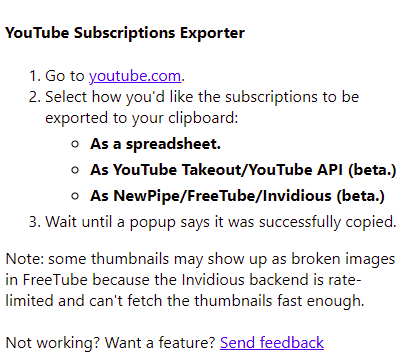 YouTube Subscriptions Exporter
1. Go to youtube.com.
2. Select how you'd like the subscriptions to be
exported to your clipboard:
As a spreadsheet.
As YouTube Takeout/YouTube API (beta.)
As NewPipe/FreeTube/Invidious (beta.)
3. Wait until a popup says it was successfully copied.
Note: some thumbnails may show up as broken images
in FreeTube because the Invidious backend is rate-
limited and can't fetch the thumbnails fast enough.
Not working? Want a feature? Send feedback